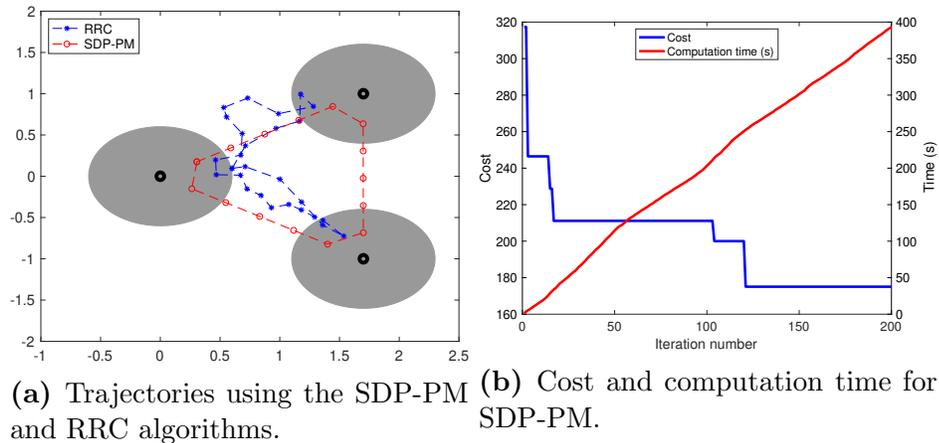 RRC
SDP-PM
2
1.5
1
0.5
0
-0.5
-1
-1.5
-2
-1 -0.5 0 0.5 1 1.5 2 2.5
(a) Trajectories using the SDP-PM
and RRC algorithms.
Cost
Computation time (s)
320
300
280
260
240
220
200
180
160
Cost
400
350
300
250
200
150
100
50
0
Time (s)
0 50 100 150 200
Iteration number
(b) Cost and computation time for
SDP-PM.